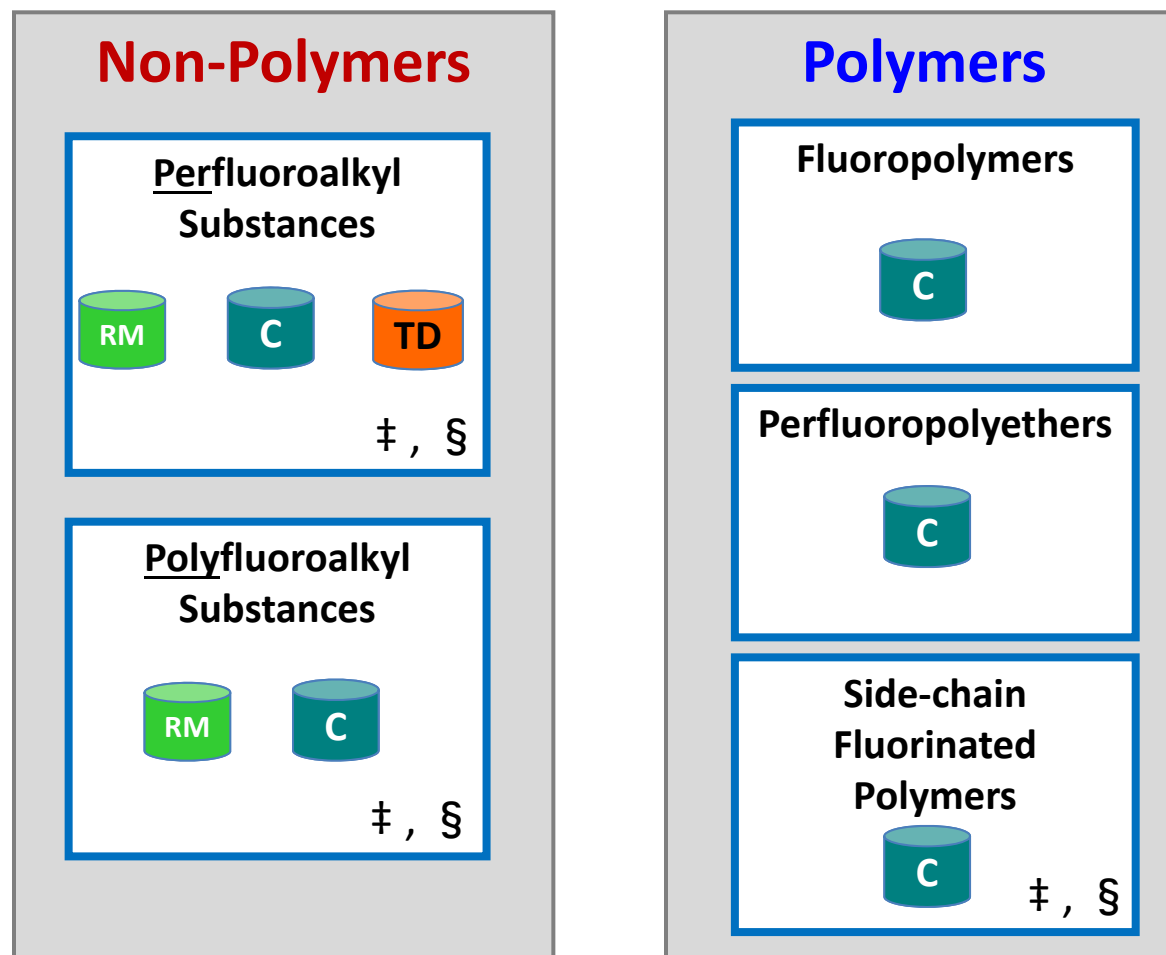 Non-Polymers
Perfluoroalkyl
Substances
RM
C
TD
‡ , §
Polyfluoroalkyl
Substances
RM
C
‡ , §
Polymers
Fluoropolymers
C
Perfluoropolyethers
C
Side-chain
Fluorinated
Polymers
C
‡ , §